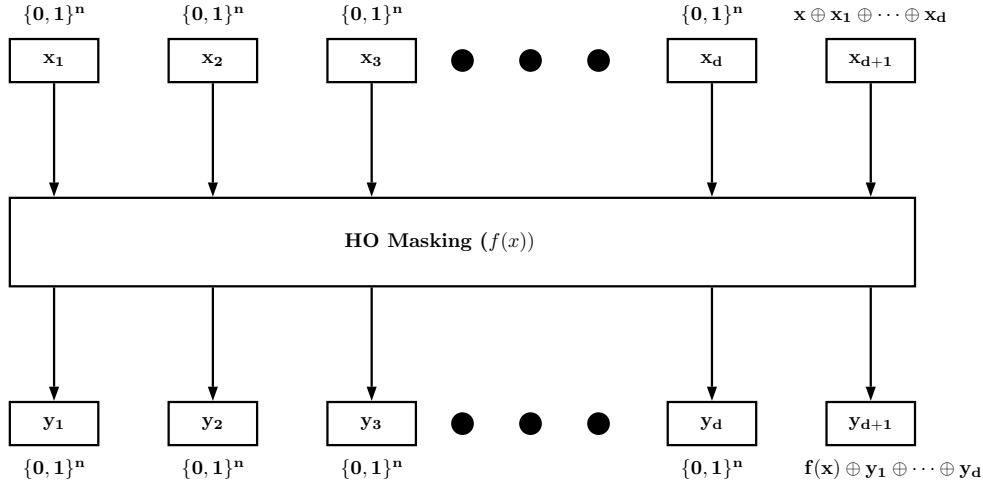 {0, 1}ⁿ {0, 1}ⁿ {0, 1}ⁿ {0, 1}ⁿ x ⊕ x₁ ⊕ ⋯ ⊕ x_d
x₁ x₂ x₃ x_d x_{d+1}
HO Masking (f(x))
y₁ y₂ y₃ y_d y_{d+1}
{0, 1}ⁿ {0, 1}ⁿ {0, 1}ⁿ {0, 1}ⁿ f(x) ⊕ y₁ ⊕ ⋯ ⊕ y_d